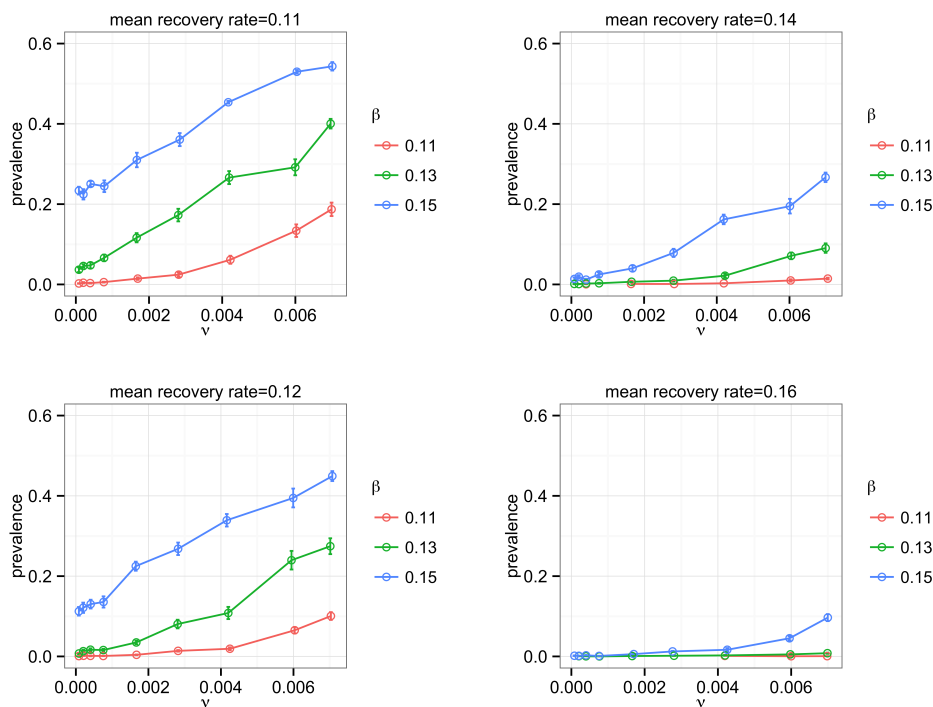 mean recovery rate=0.11
0.6
0.4
0.2
0.0
prevalence
0.000 0.002 0.004 0.006
ν
β
0.11
0.13
0.15
mean recovery rate=0.14
0.6
0.4
0.2
0.0
prevalence
0.000 0.002 0.004 0.006
ν
β
0.11
0.13
0.15
mean recovery rate=0.12
0.6
0.4
0.2
0.0
prevalence
0.000 0.002 0.004 0.006
ν
β
0.11
0.13
0.15
mean recovery rate=0.16
0.6
0.4
0.2
0.0
prevalence
0.000 0.002 0.004 0.006
ν
β
0.11
0.13
0.15